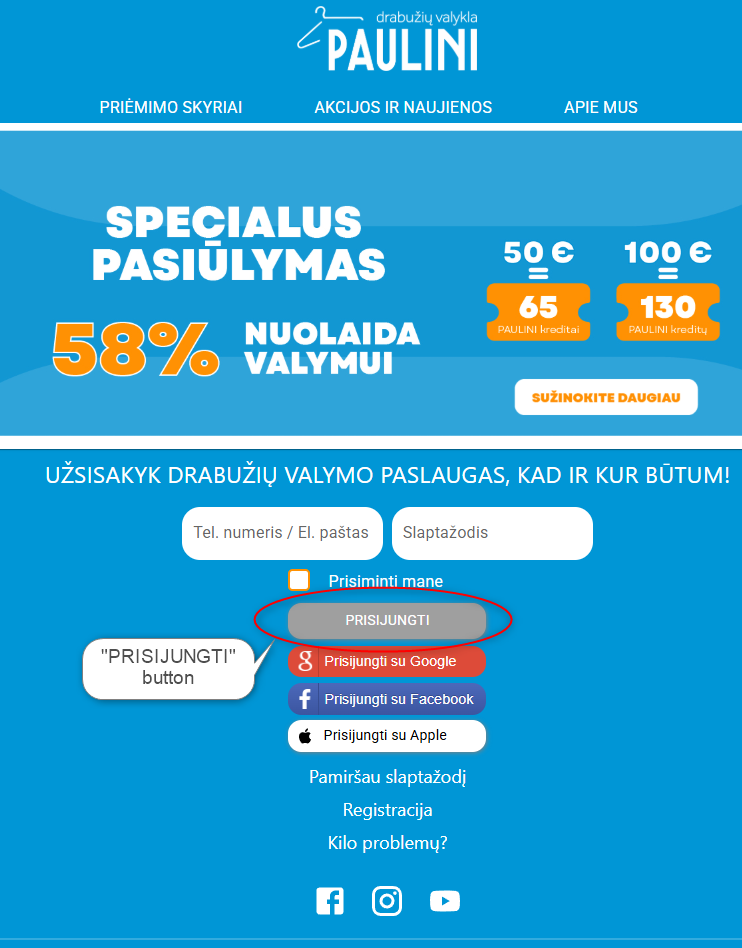 drabužių valykla
PAULINI
PRIĖMIMO SKYRIAI AKCIJOS IR NAUJIENOS APIE MUS
SPECIALUS
PASIŪLYMAS
58% NUOLAIDA
VALYMUI
50 € 100 €
= =
65 130
PAULINI kreditai PAULINI kreditų
SUŽINOKITE DAUGIAU
UŽSISAKYK DRABUŽIŲ VALYMO PASLAUGAS, KAD IR KUR BŪTUM!
Tel. numeris / El. paštas Slaptažodis
Prisiminti mane
PRISIJUNGTI
"PRISIJUNGTI"
button
Prisijungti su Google
Prisijungti su Facebook
Prisijungti su Apple
Pamiršau slaptažodį
Registracija
Kilo problemų?